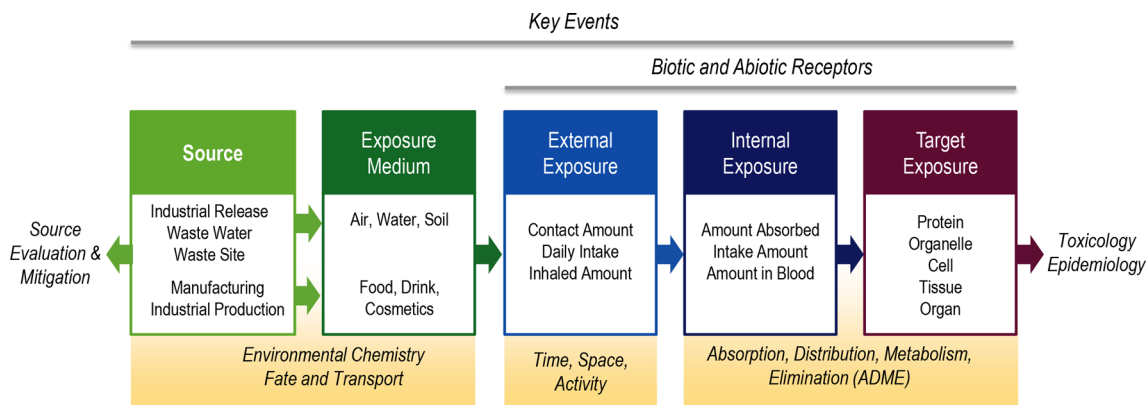 Key Events
Biotic and Abiotic Receptors
Source
Exposure
Medium
External
Exposure
Internal
Exposure
Target
Exposure
Source
Evaluation &
Mitigation
Industrial Release
Waste Water
Waste Site
Manufacturing
Industrial Production
Air, Water, Soil
Food, Drink,
Cosmetics
Contact Amount
Daily Intake
Inhaled Amount
Amount Absorbed
Intake Amount
Amount in Blood
Protein
Organelle
Cell
Tissue
Organ
Toxicology
Epidemiology
Environmental Chemistry
Fate and Transport
Time, Space,
Activity
Absorption, Distribution, Metabolism,
Elimination (ADME)